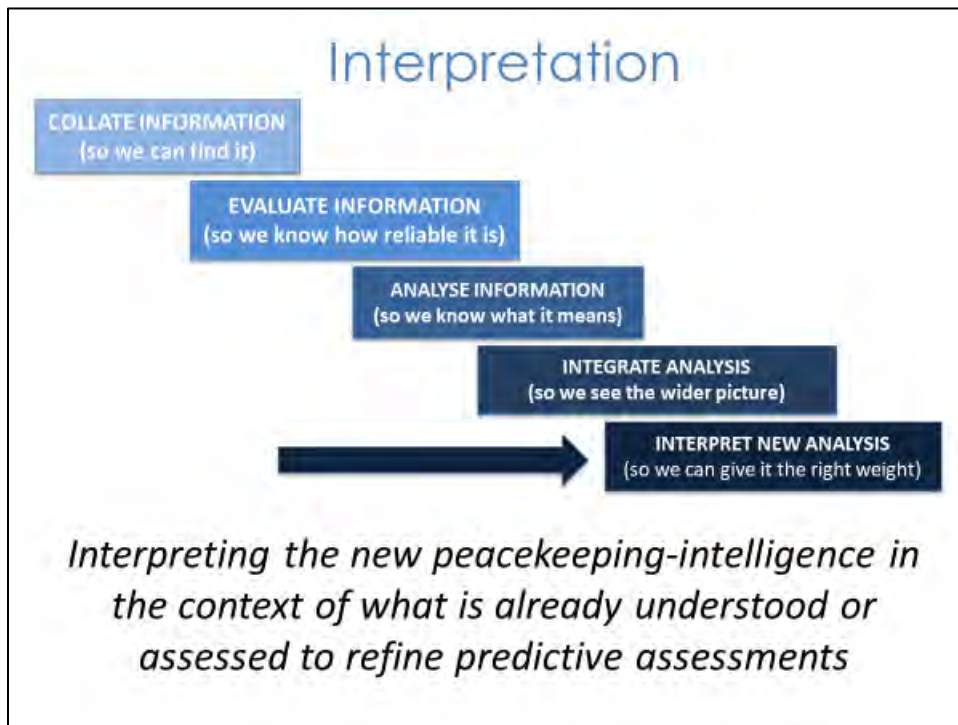 Interpretation
COLLATE INFORMATION
(so we can find it)
EVALUATE INFORMATION
(so we know how reliable it is)
ANALYSE INFORMATION
(so we know what it means)
INTEGRATE ANALYSIS
(so we see the wider picture)
INTERPRET NEW ANALYSIS
(so we can give it the right weight)
Interpreting the new peacekeeping-intelligence in
the context of what is already understood or
assessed to refine predictive assessments